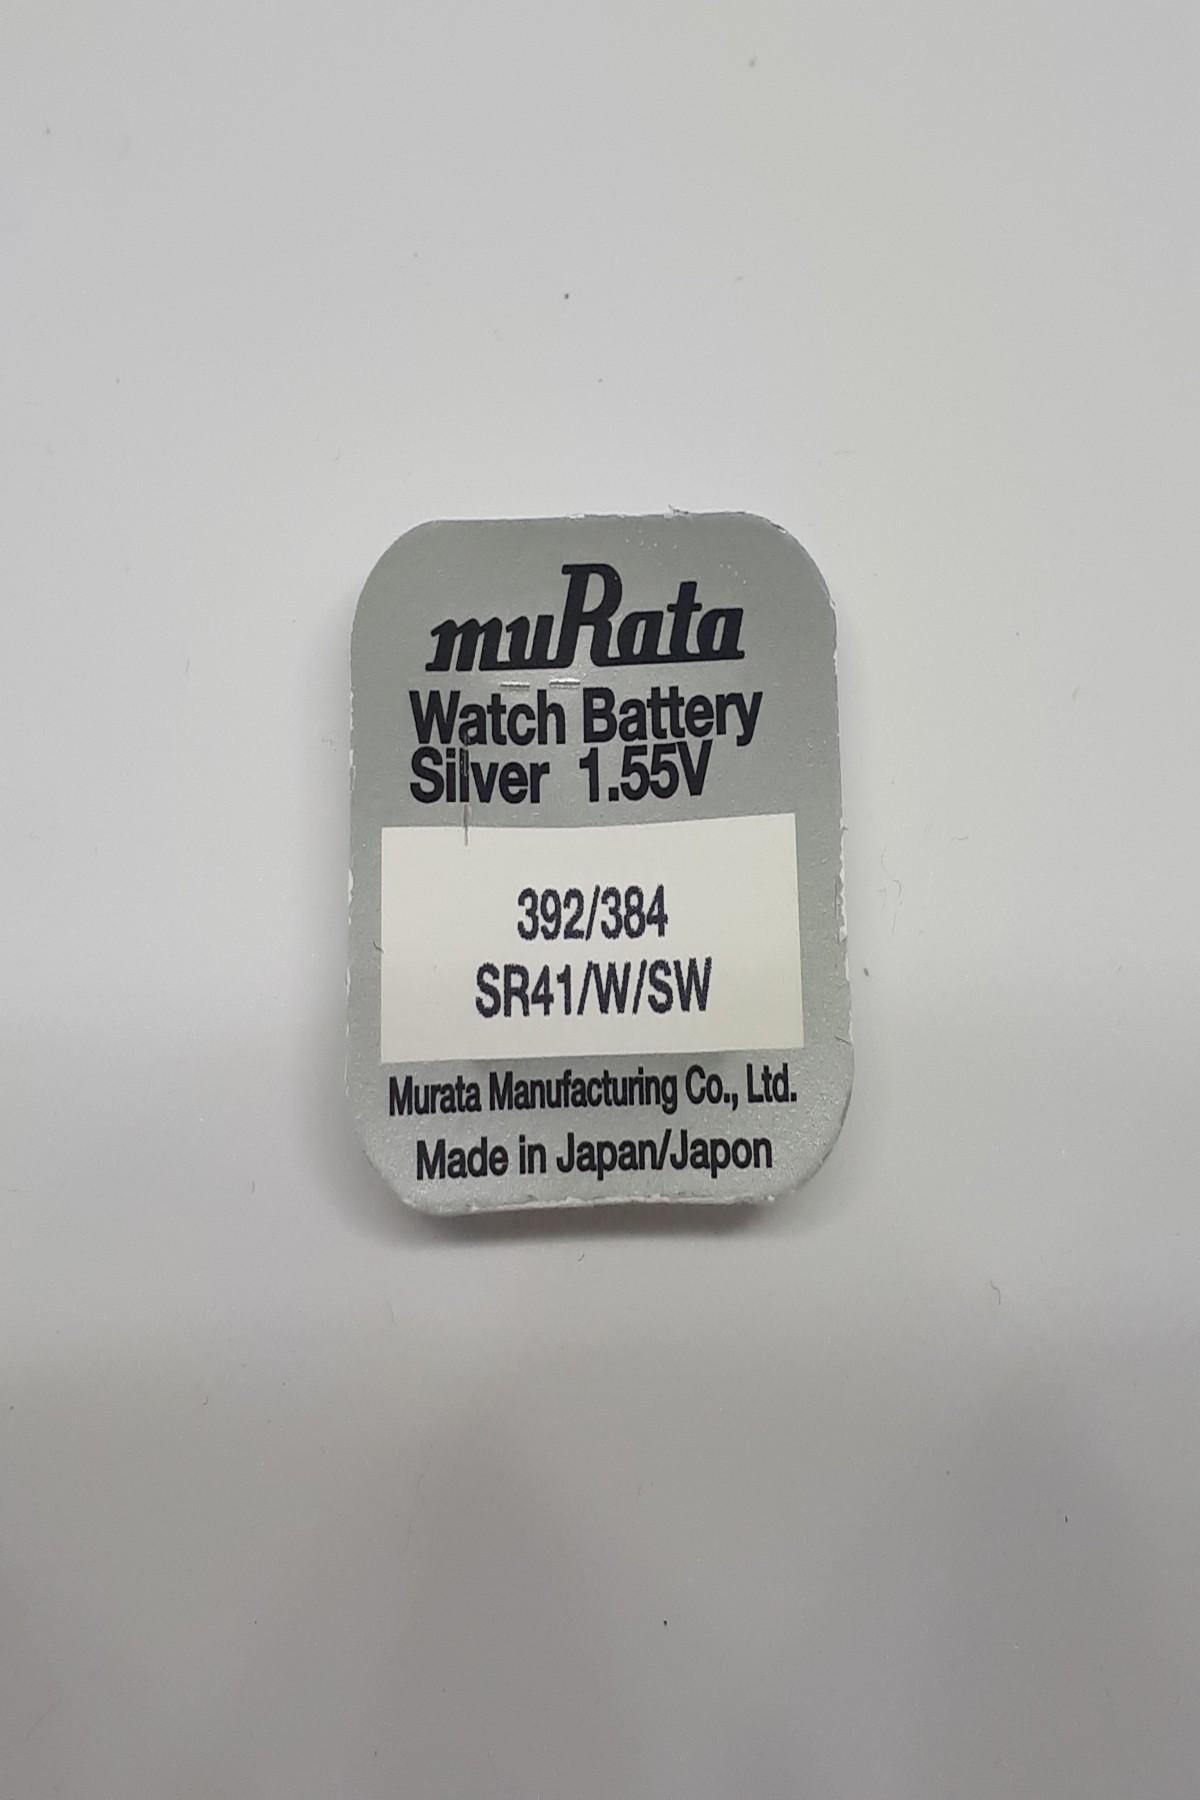 muRata
Watch Battery
Silver 1.55V
392/384
SR41/W/SW
Murata Manufacturing Co., Ltd.
Made in Japan/Japon